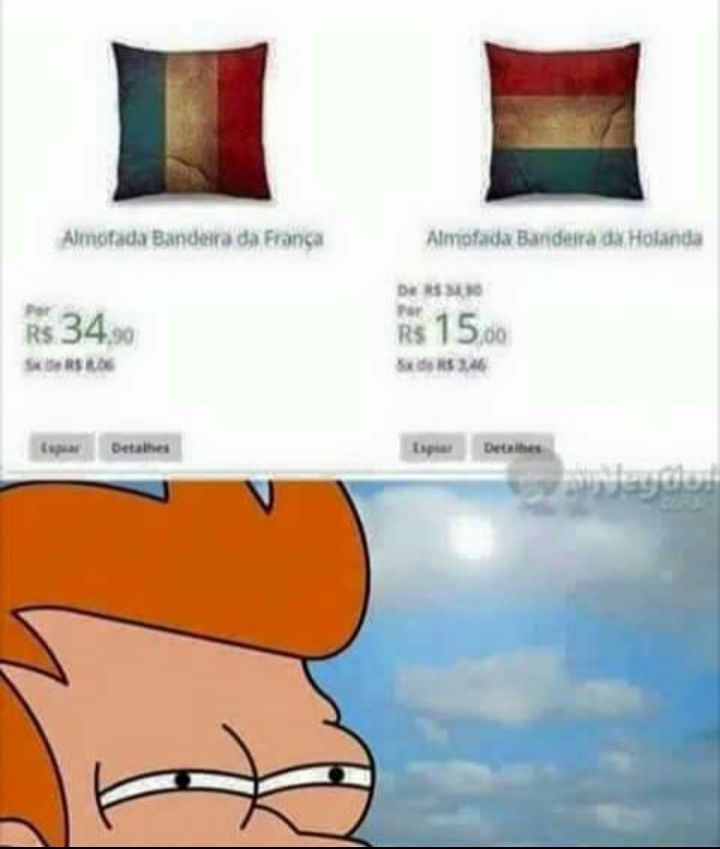 Almofada Bandeira da França
Por
R$ 34,90
5x de R$ 8,06
Espiar Detalhes
Almofada Bandeira da Holanda
De R$ 34,90
Por
R$ 15,00
5x de R$ 3,46
Espiar Detalhes